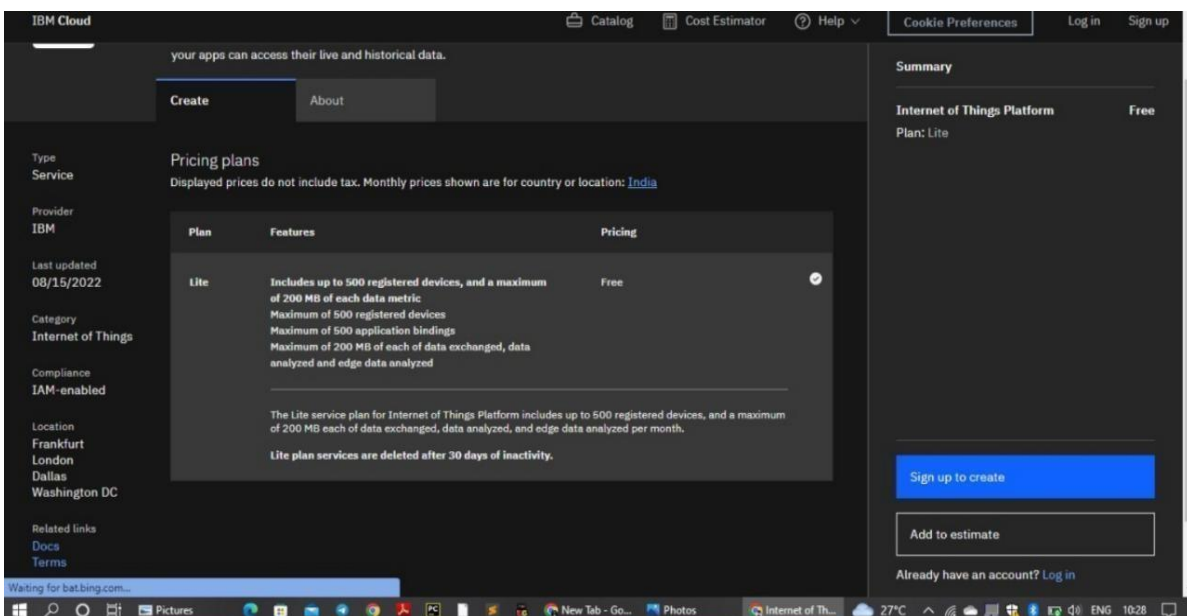 IBM Cloud
Catalog
Cost Estimator
Help
Cookie Preferences
Log in
Sign up
your apps can access their live and historical data.
Create
About
Type
Service
Provider
IBM
Last updated
08/15/2022
Category
Internet of Things
Compliance
IAM-enabled
Location
Frankfurt
London
Dallas
Washington DC
Related links
Docs
Terms
Pricing plans
Displayed prices do not include tax. Monthly prices shown are for country or location: India
Plan
Features
Pricing
Lite
Includes up to 500 registered devices, and a maximum
of 200 MB of each data metric
Maximum of 500 registered devices
Maximum of 500 application bindings
Maximum of 200 MB of each of data exchanged, data
analyzed and edge data analyzed
Free
The Lite service plan for Internet of Things Platform includes up to 500 registered devices, and a maximum
of 200 MB each of data exchanged, data analyzed, and edge data analyzed per month.
Lite plan services are deleted after 30 days of inactivity.
Summary
Internet of Things Platform
Free
Plan: Lite
Sign up to create
Add to estimate
Already have an account? Log in
Waiting for bat.bing.com...
Pictures
PC
New Tab - Go...
Photos
Internet of Th...
27°C
ENG
10:28